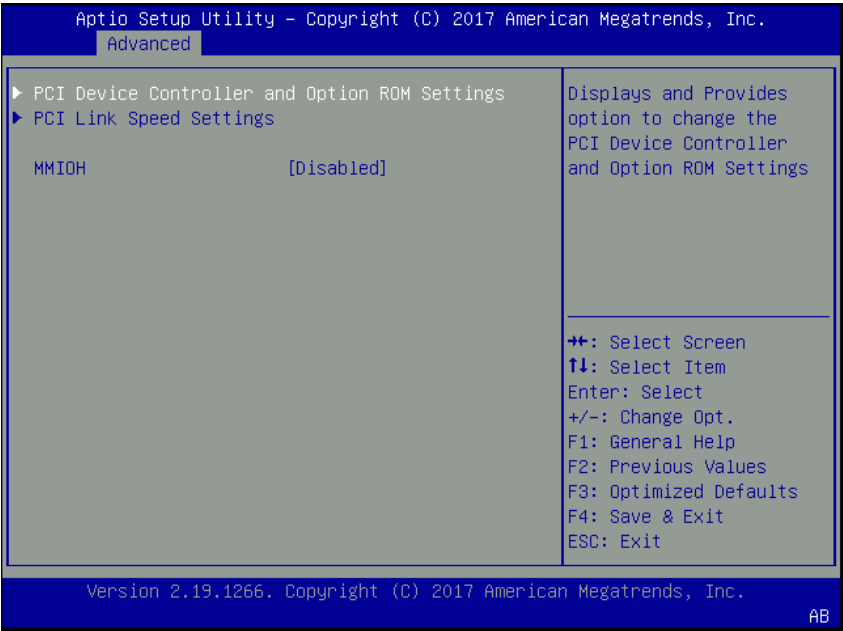 Aptio Setup Utility – Copyright (C) 2017 American Megatrends, Inc.
Advanced
▶ PCI Device Controller and Option ROM Settings
▶ PCI Link Speed Settings
MMIOH [Disabled]
Displays and Provides
option to change the
PCI Device Controller
and Option ROM Settings
→←: Select Screen
↑↓: Select Item
Enter: Select
+/-: Change Opt.
F1: General Help
F2: Previous Values
F3: Optimized Defaults
F4: Save & Exit
ESC: Exit
Version 2.19.1266. Copyright (C) 2017 American Megatrends, Inc.
AB